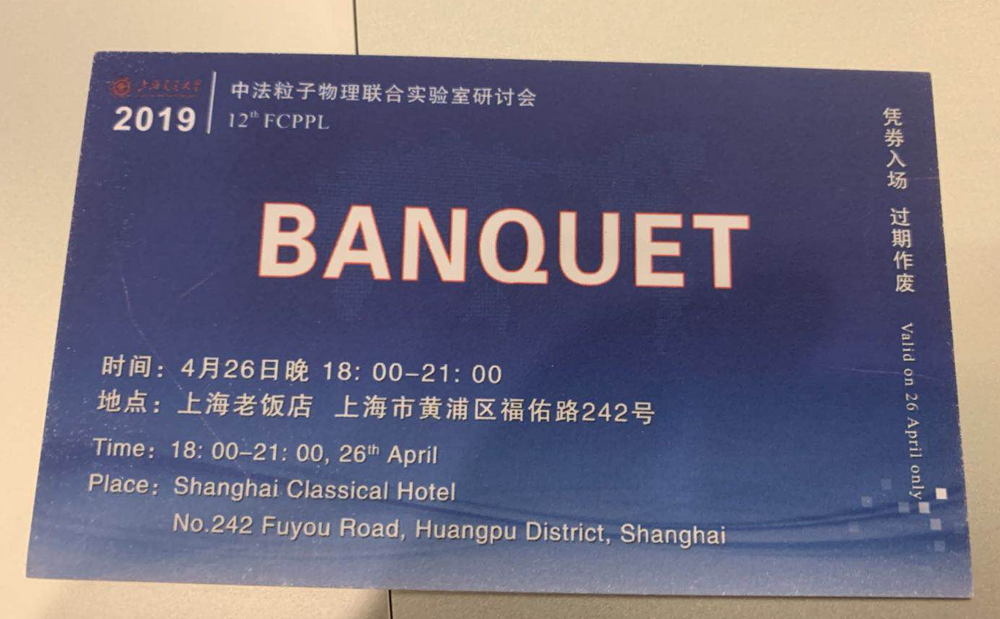 上海交通大学
2019
中法粒子物理联合实验室研讨会
12th FCPPL
BANQUET
时间：4月26日晚 18：00-21：00
地点：上海老饭店 上海市黄浦区福佑路242号
Time：18：00-21：00, 26th April
Place：Shanghai Classical Hotel
No.242 Fuyou Road, Huangpu District, Shanghai
凭券入场 过期作废 Valid on 26 April only